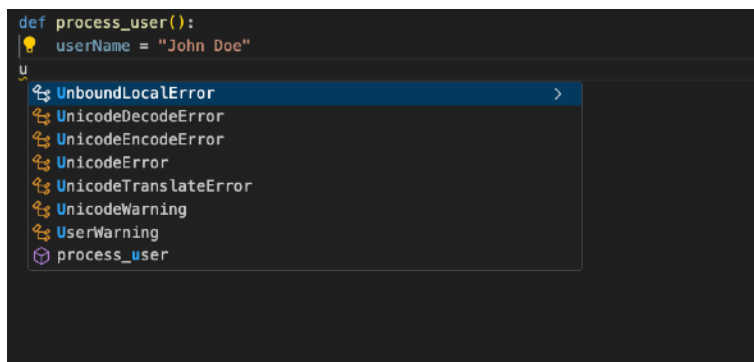 def process_user():
userName = "John Doe"
u
UnboundLocalError
UnicodeDecodeError
UnicodeEncodeError
UnicodeError
UnicodeTranslateError
UnicodeWarning
UserWarning
process_user